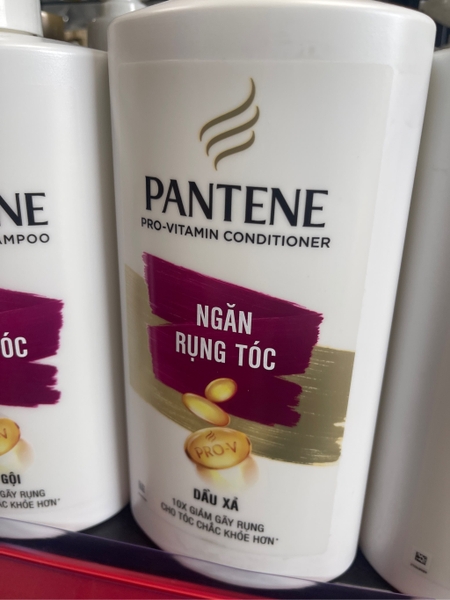 PANTENE
PRO-VITAMIN CONDITIONER
NGĂN
RỤNG TÓC
PRO-V
DẦU XẢ
10X GIẢM GÃY RỤNG
CHO TÓC CHẮC KHỎE HƠN*
NE
AMPOO
ÓC
GỘI
GÃY RỤNG
ẮC KHỎE HƠN*